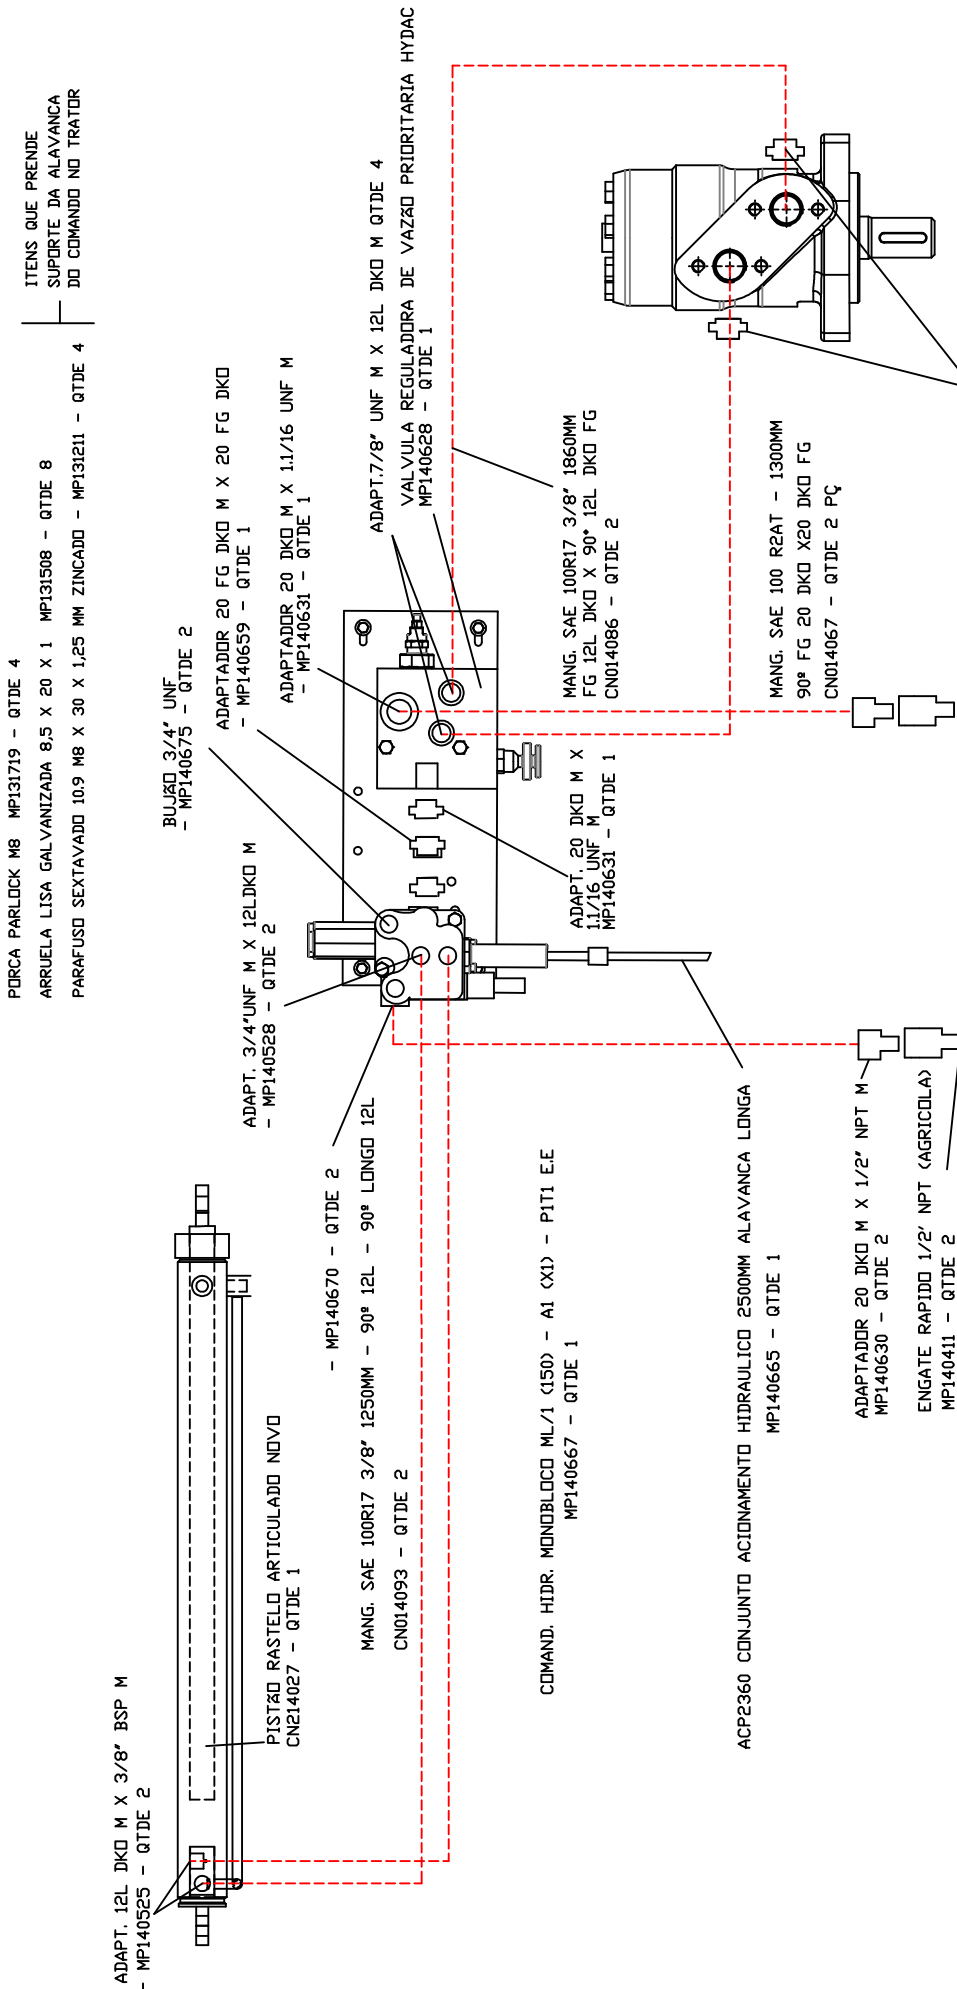 PORCA PARLOCK M8  MP131719 - QTDE 4
ARRUELA LISA GALVANIZADA 8,5 X 20 X 1  MP131508 - QTDE 8
PARAFUSO SEXTAVADO 10.9 M8 X 30 X 1,25 MM ZINCADO - MP131211 - QTDE 4
ITENS QUE PRENDE
SUPORTE DA ALAVANCA
DO COMANDO NO TRATOR
BUJÃO 3/4" UNF
- MP140675 - QTDE 2
ADAPTADOR 20 FG DKO M X 20 FG DKO
- MP140659 - QTDE 1
ADAPTADOR 20 DKO M X 1.1/16 UNF M
- MP140631 - QTDE 1
ADAPT.7/8" UNF M X 12L DKO M QTDE 4
VALVULA REGULADORA DE VAZÃO PRIORITARIA HYDAC
MP140628 - QTDE 1
ADAPT. 3/4"UNF M X 12LDKO M
- MP140528 - QTDE 2
MANG. SAE 100R17 3/8" 1860MM
FG 12L DKO X 90° 12L DKO FG
CN014086 - QTDE 2
ADAPT. 20 DKO M X
1.1/16 UNF M
MP140631 - QTDE 1
MANG. SAE 100 R2AT - 1300MM
90º FG 20 DKO X20 DKO FG
CN014067 - QTDE 2 PÇ
- MP140670 - QTDE 2
MANG. SAE 100R17 3/8" 1250MM - 90º 12L - 90º LONGO 12L
CN014093 - QTDE 2
COMAND. HIDR. MONOBLOCO ML/1 (150) - A1 (X1) - P1T1 E.E
MP140667 - QTDE 1
ACP2360 CONJUNTO ACIONAMENTO HIDRAULICO 2500MM ALAVANCA LONGA
MP140665 - QTDE 1
ADAPTADOR 20 DKO M X 1/2" NPT M
MP140630 - QTDE 2
ENGATE RAPIDO 1/2' NPT (AGRICOLA)
MP140411 - QTDE 2
PISTÃO RASTELO ARTICULADO NOVO
CN214027 - QTDE 1
ADAPT. 12L DKO M X 3/8" BSP M
- MP140525 - QTDE 2